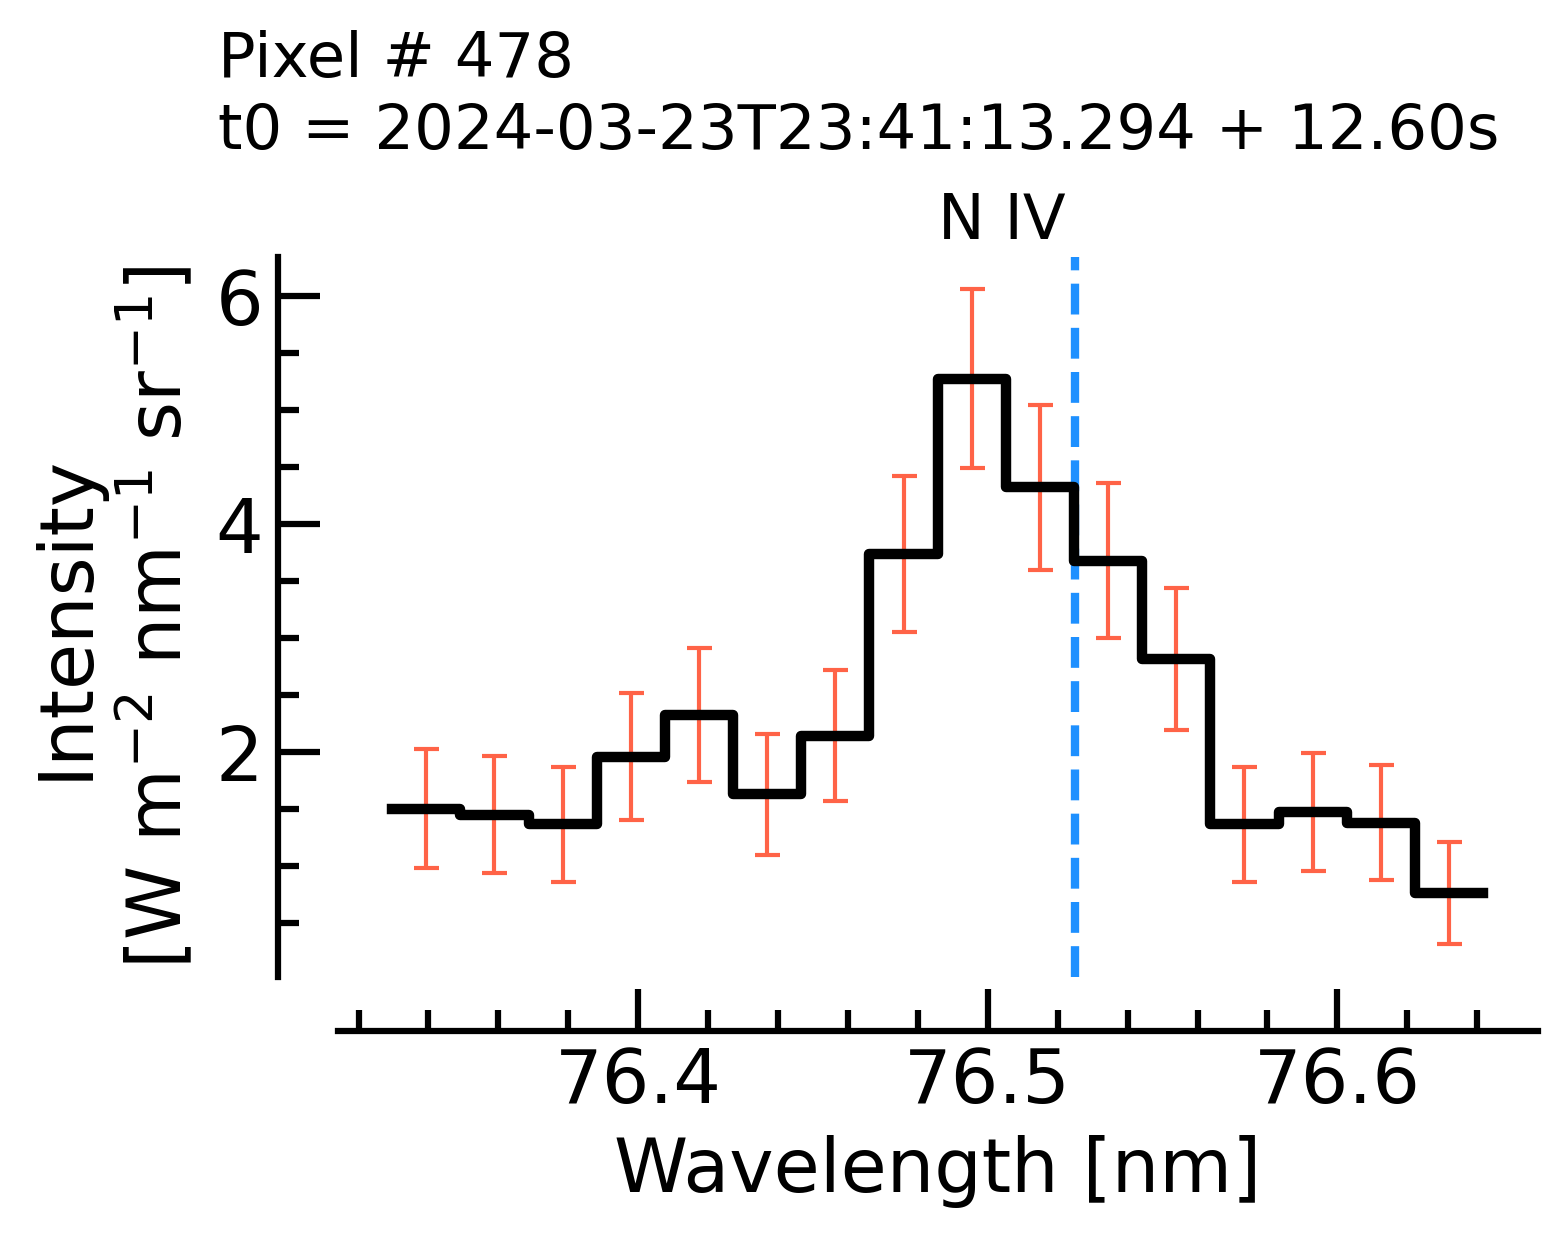 Pixel # 478
t0 = 2024-03-23T23:41:13.294 + 12.60s
N IV
Intensity
[W m⁻² nm⁻¹ sr⁻¹]
6
4
2
76.4 76.5 76.6
Wavelength [nm]